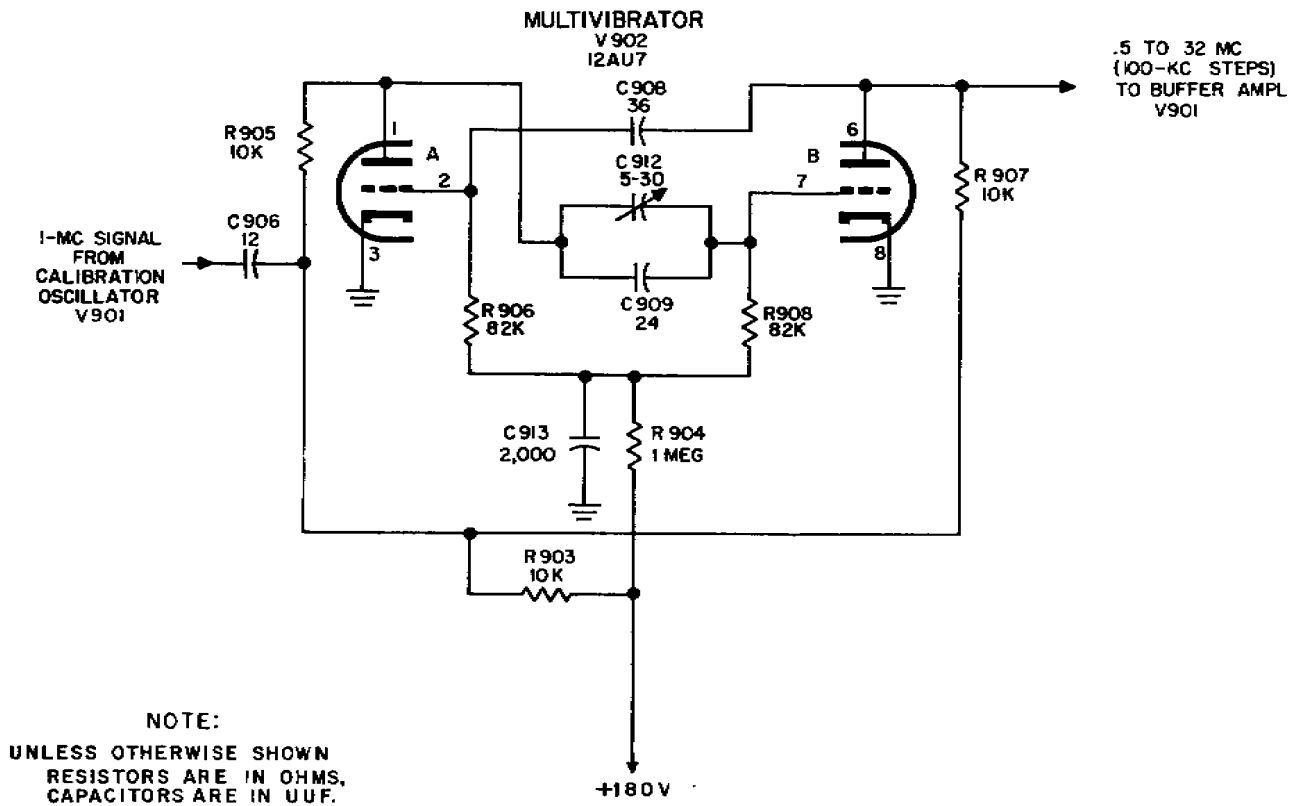 MULTIVIBRATOR
V902
12AU7
.5 TO 32 MC
(100-KC STEPS)
TO BUFFER AMPL
V901
C908
36
R905
10K
1
A
2
3
C912
5-30
6
B
7
8
R907
10K
C906
12
1-MC SIGNAL
FROM
CALIBRATION
OSCILLATOR
V901
C909
24
R906
82K
R908
82K
C913
2,000
R904
1 MEG
R903
10K
+180V
NOTE:
UNLESS OTHERWISE SHOWN
RESISTORS ARE IN OHMS,
CAPACITORS ARE IN UUF.